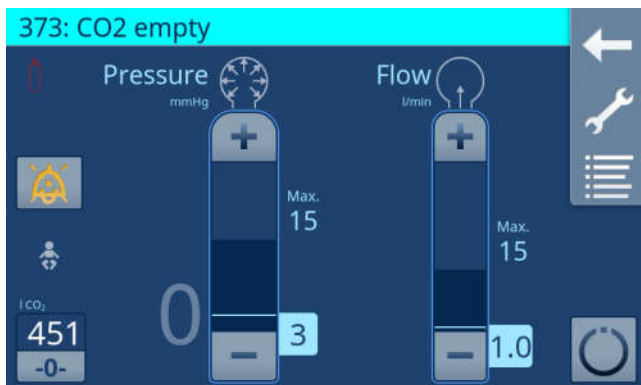 373: CO2 empty
Pressure
mmHg
Flow
l/min
+
+
Max.
15
Max.
15
l CO₂
451
-0-
0
3
1.0
−
−